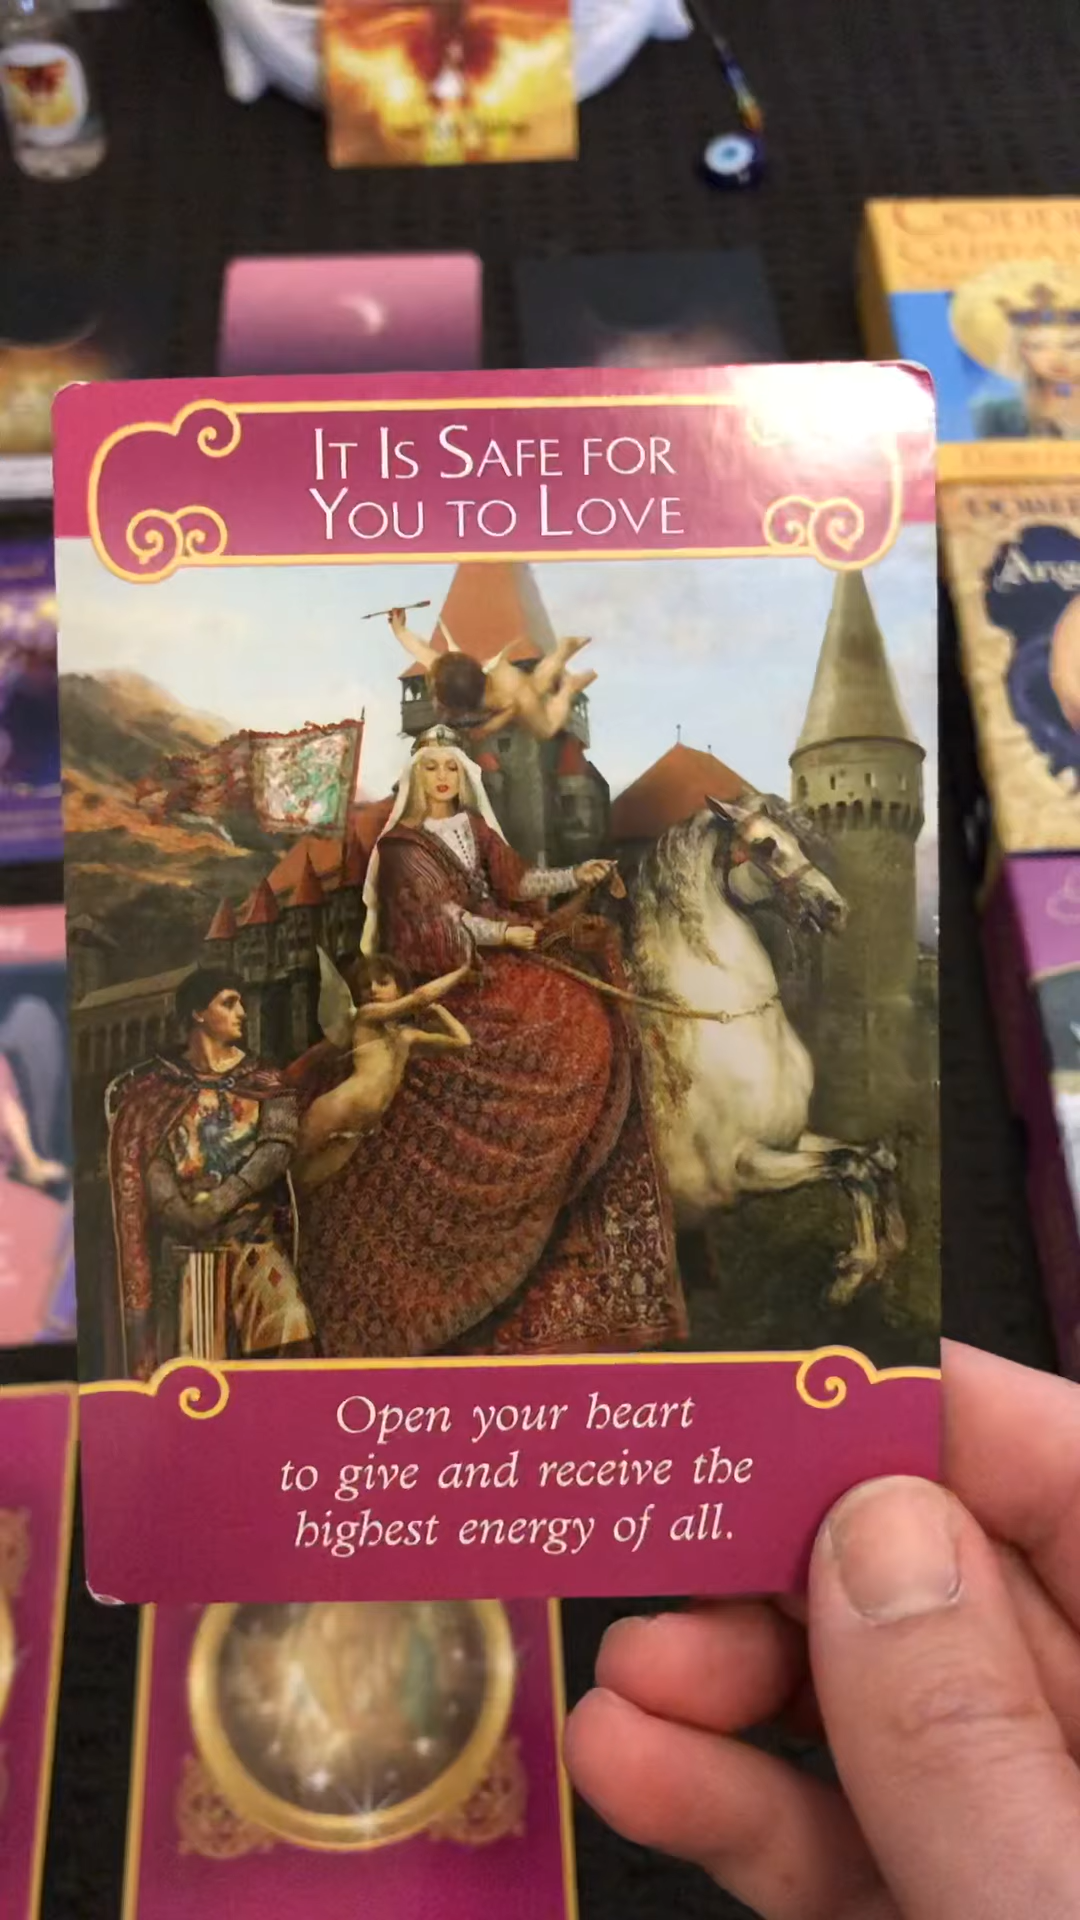 It Is Safe for
You to Love
Open your heart
to give and receive the
highest energy of all.